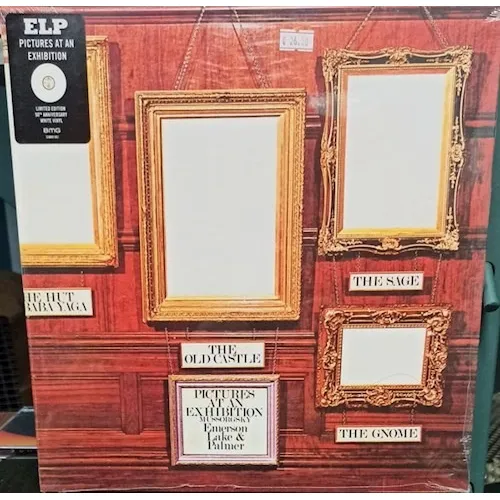 ELP
PICTURES AT AN
EXHIBITION
LIMITED EDITION
50TH ANNIVERSARY
WHITE VINYL
BMG
HE HUT
BABA YAGA
THE
OLD CASTLE
PICTURES
AT AN
EXHIBITION
MUSSORGSKY
Emerson
Lake &
Palmer
THE SAGE
THE GNOME